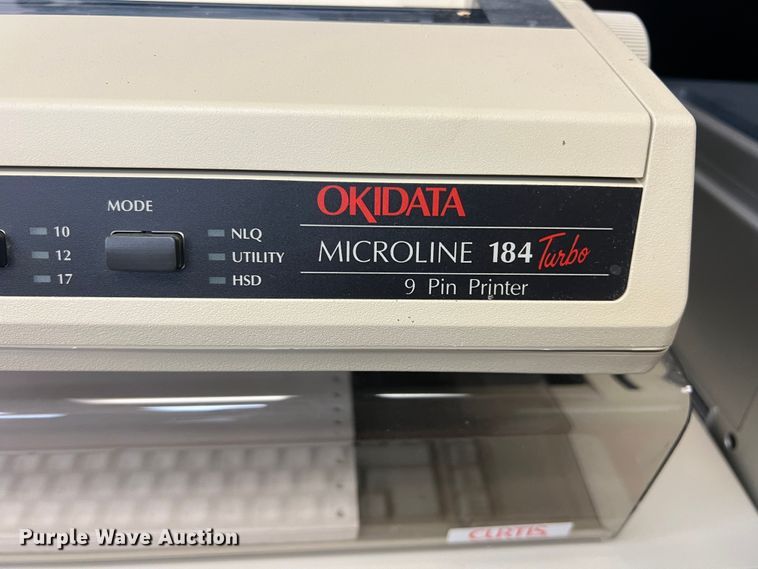 OKIDATA
MODE
10
12
17
NLQ
UTILITY
HSD
MICROLINE 184 Turbo
9 Pin Printer
CURTIS
Purple Wave Auction